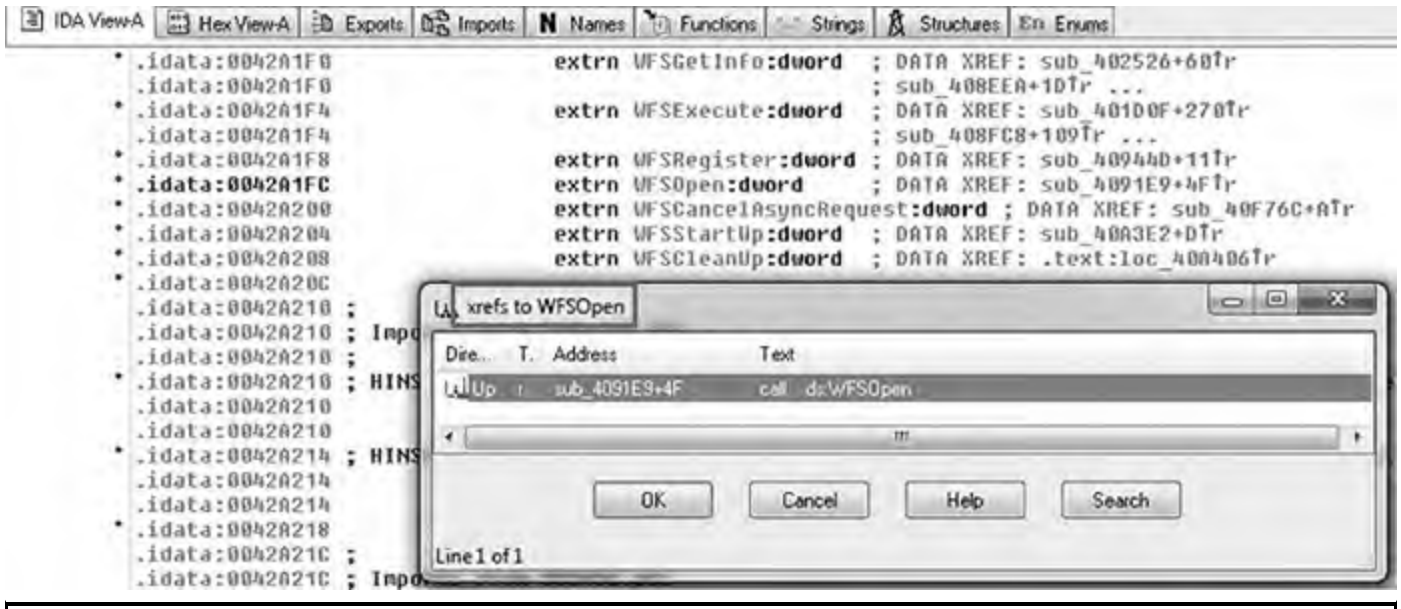 IDA View-A Hex View-A Exports Imports N Names Functions Strings Structures En Enums
.idata:0042A1F0 extrn WFSGetInfo:dword ; DATA XREF: sub_402526+60↑r
.idata:0042A1F0 ; sub_408EEA+1D↑r ...
.idata:0042A1F4 extrn WFSExecute:dword ; DATA XREF: sub_401D0F+270↑r
.idata:0042A1F4 ; sub_408FC8+109↑r ...
.idata:0042A1F8 extrn WFSRegister:dword ; DATA XREF: sub_40944D+11↑r
.idata:0042A1FC extrn WFSOpen:dword ; DATA XREF: sub_4091E9+4F↑r
.idata:0042A200 extrn WFSCancelAsyncRequest:dword ; DATA XREF: sub_40F76C+A↑r
.idata:0042A204 extrn WFSStartUp:dword ; DATA XREF: sub_40A3E2+D↑r
.idata:0042A208 extrn WFSCleanUp:dword ; DATA XREF: .text:loc_40A406↑r
.idata:0042A20C
.idata:0042A210 ;
.idata:0042A210 ; Impo
.idata:0042A210 ;
.idata:0042A210 ; HINS
.idata:0042A210
.idata:0042A210
.idata:0042A214 ; HINS
.idata:0042A214
.idata:0042A214
.idata:0042A218
.idata:0042A21C ;
.idata:0042A21C ; Impo
xrefs to WFSOpen
Dire... T. Address Text
Up r sub_4091E9+4F call ds:WFSOpen
OK Cancel Help Search
Line 1 of 1